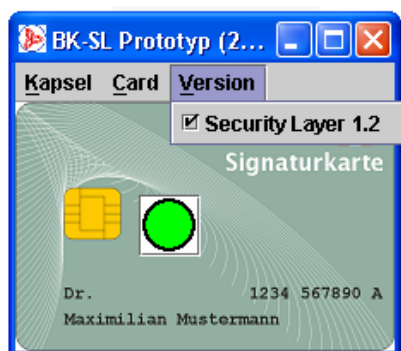 BK-SL Prototyp (2...
Kapsel Card Version
Security Layer 1.2
Signaturkarte
Dr. 1234 567890 A
Maximilian Mustermann